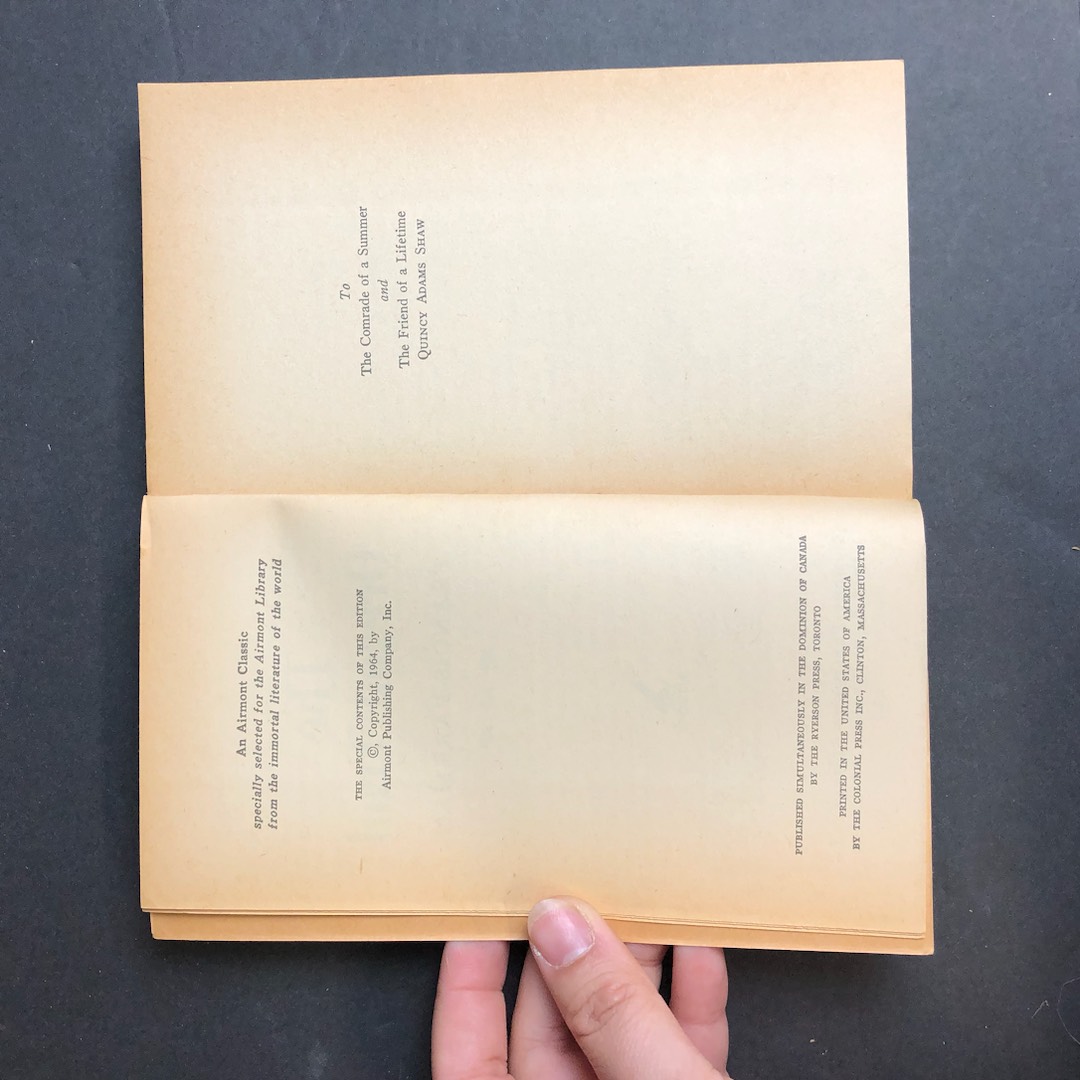 An Airmont Classic
specially selected for the Airmont Library
from the immortal literature of the world
THE SPECIAL CONTENTS OF THIS EDITION
©, Copyright, 1964, by
Airmont Publishing Company, Inc.
PUBLISHED SIMULTANEOUSLY IN THE DOMINION OF CANADA
BY THE RYERSON PRESS, TORONTO
PRINTED IN THE UNITED STATES OF AMERICA
BY THE COLONIAL PRESS INC., CLINTON, MASSACHUSETTS
To
The Comrade of a Summer
and
The Friend of a Lifetime
QUINCY ADAMS SHAW